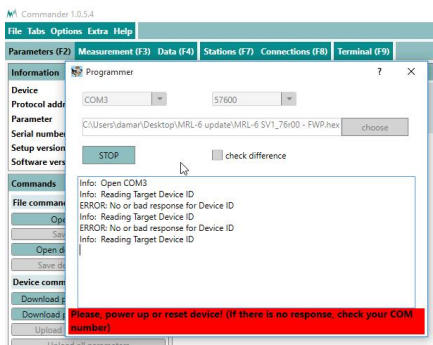 Commander 1.0.5.4
File Tabs Options Extra Help
Parameters (F2) Measurement (F3) Data (F4) Stations (F7) Connections (F8) Terminal (F9)
Information
Programmer ? X
Device
Protocol addr
Parameter
Serial number
Setup version
Software vers
COM3 57600
C:\Users\damar\Desktop\MRL-6 update\MRL-6 SV1_76r00 - FWP.hex choose
STOP check difference
Commands
File comman
Ope
Sav
Open d
Save de
Device comm
Download p
Download p
Upload
Upload all parameters
Info: Open COM3
Info: Reading Target Device ID
ERROR: No or bad response for Device ID
Info: Reading Target Device ID
ERROR: No or bad response for Device ID
Info: Reading Target Device ID
Please, power up or reset device! (If there is no response, check your COM
number)